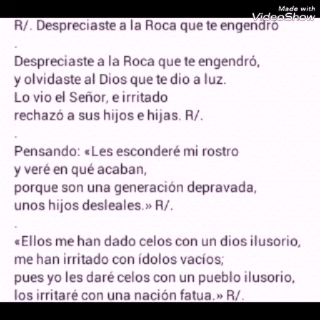 Made with
VideoShow
R/. Despreciaste a la Roca que te engendró
.
Despreciaste a la Roca que te engendró,
y olvidaste al Dios que te dio a luz.
Lo vio el Señor, e irritado
rechazó a sus hijos e hijas. R/.
.
Pensando: «Les esconderé mi rostro
y veré en qué acaban,
porque son una generación depravada,
unos hijos desleales.» R/.
.
«Ellos me han dado celos con un dios ilusorio,
me han irritado con ídolos vacíos;
pues yo les daré celos con un pueblo ilusorio,
los irritaré con una nación fatua.» R/.